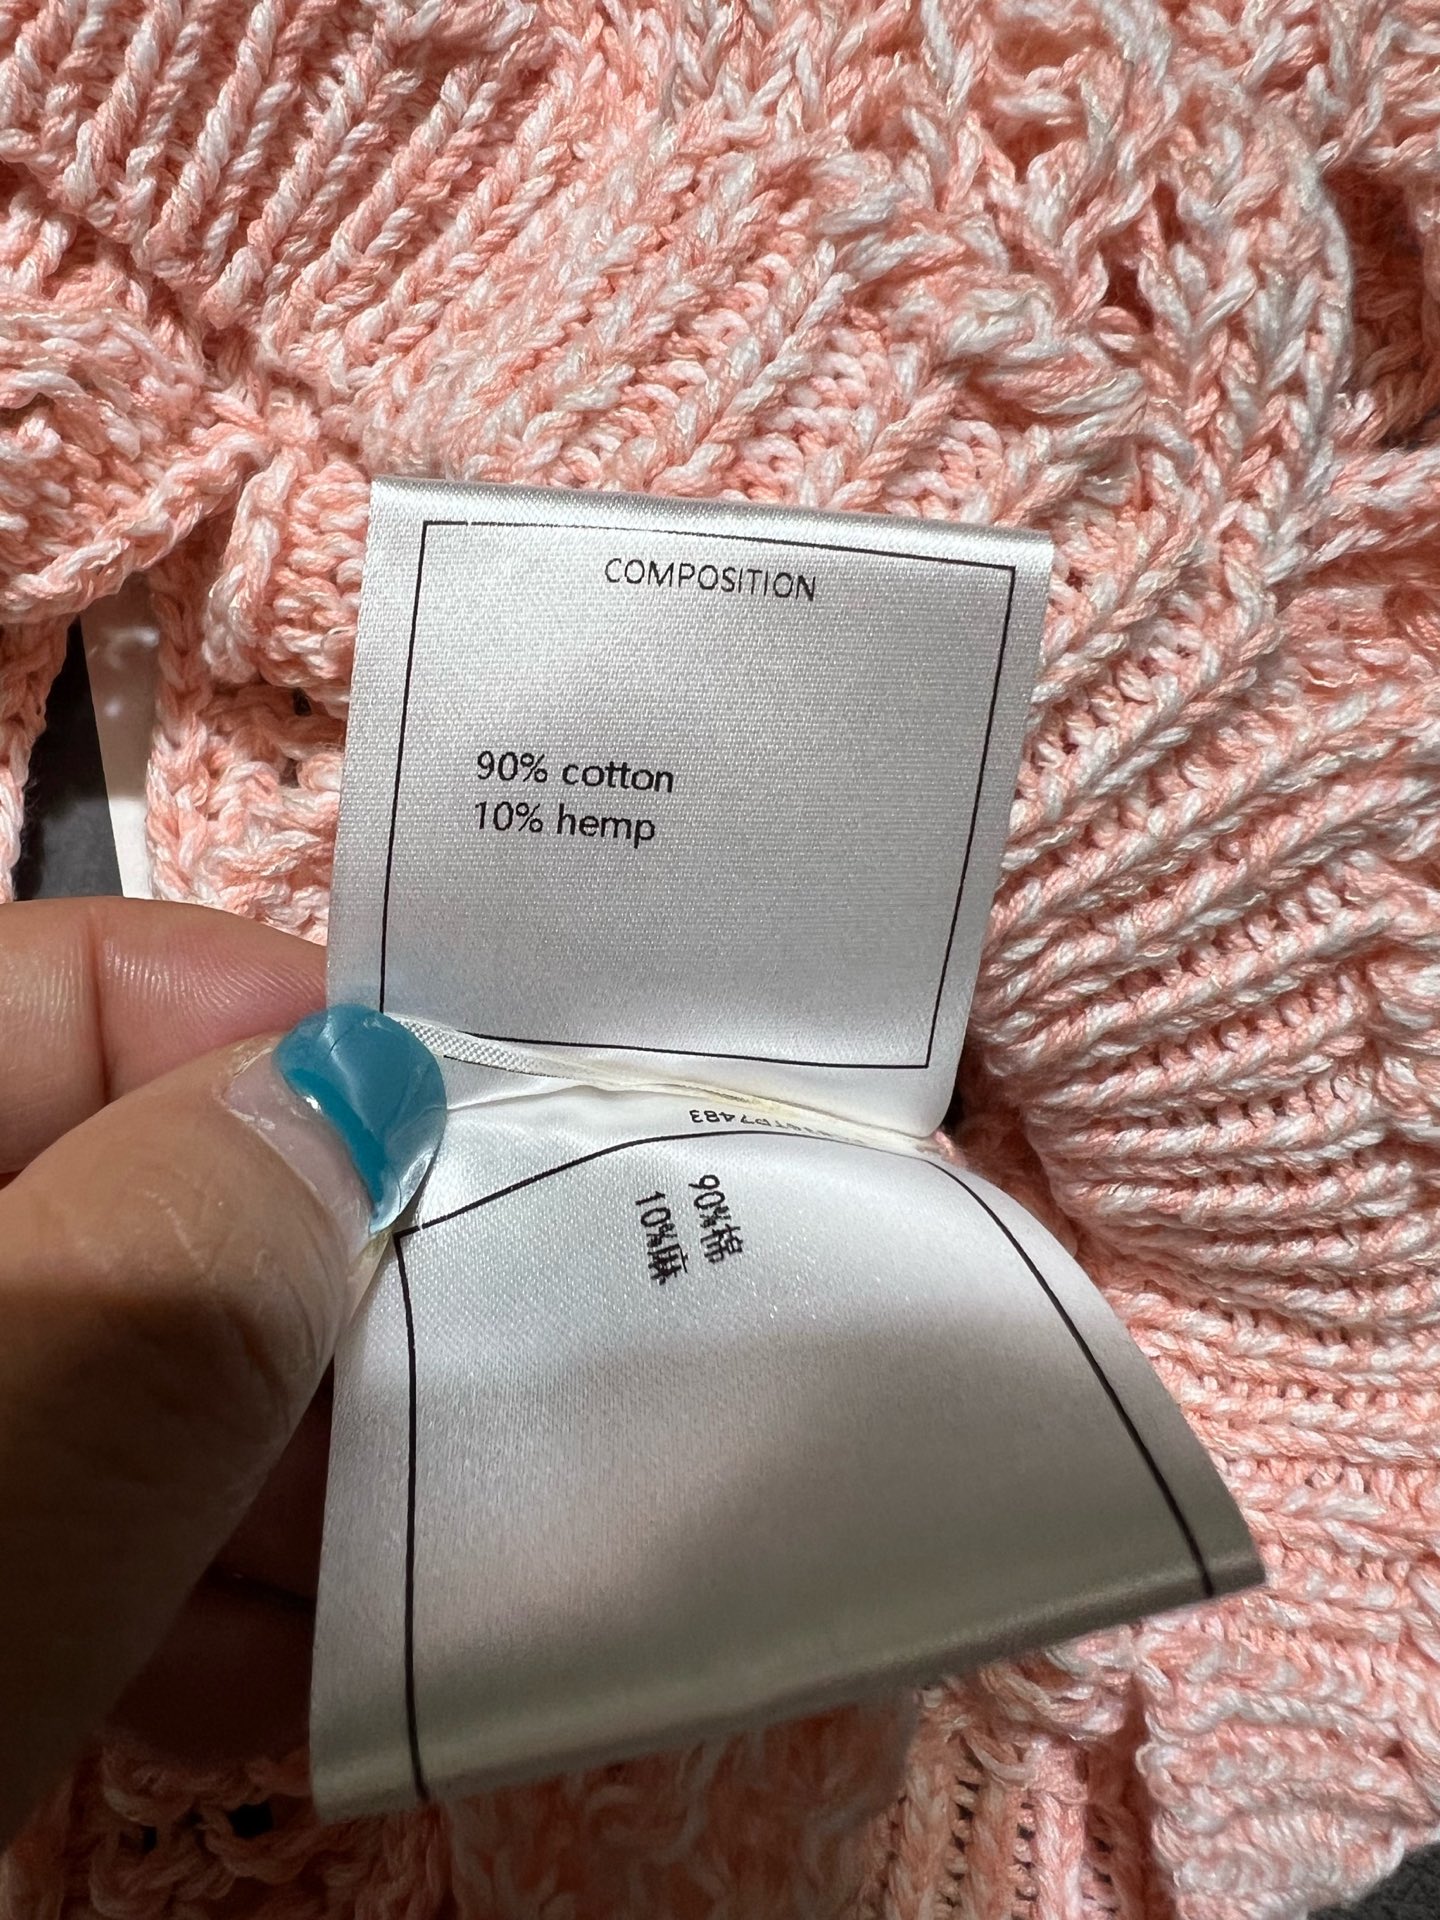 COMPOSITION
90% cotton
10% hemp
90%棉
10%麻